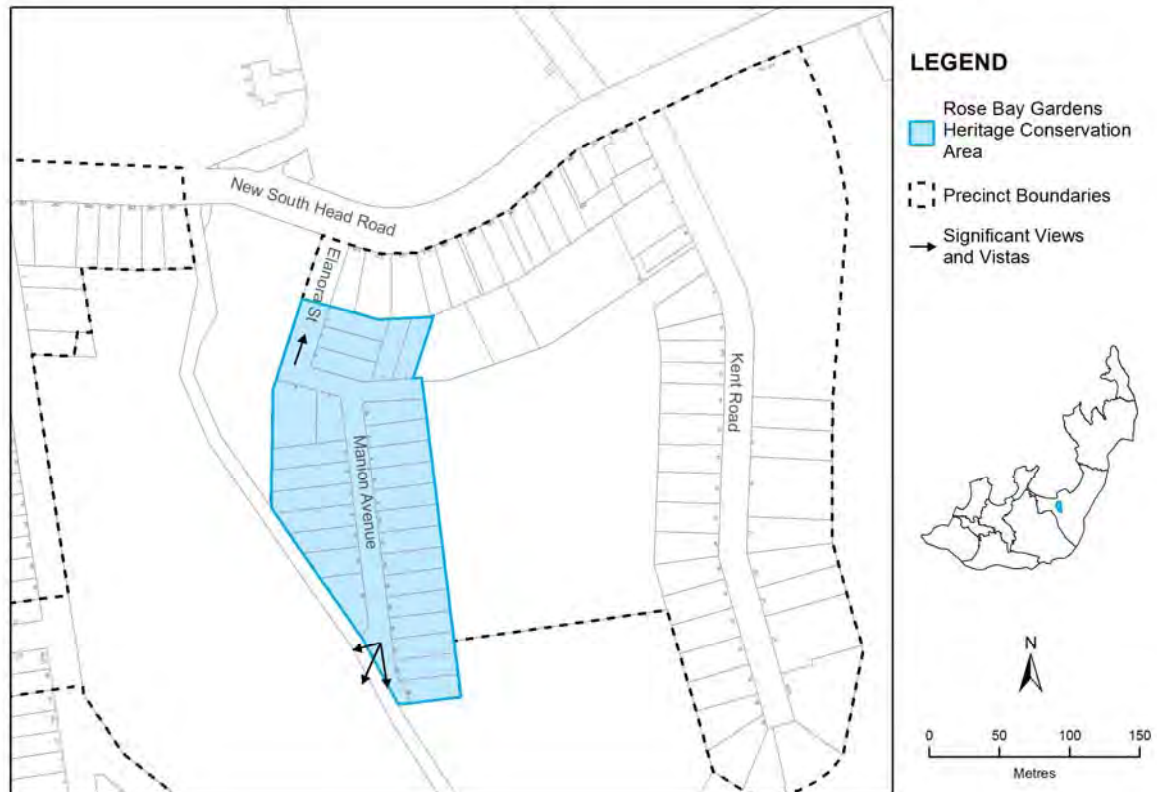 New South Head Road
Elanora St
Manion Avenue
Kent Road
LEGEND
Rose Bay Gardens
Heritage Conservation
Area
Precinct Boundaries
Significant Views
and Vistas
N
0 50 100 150
Metres